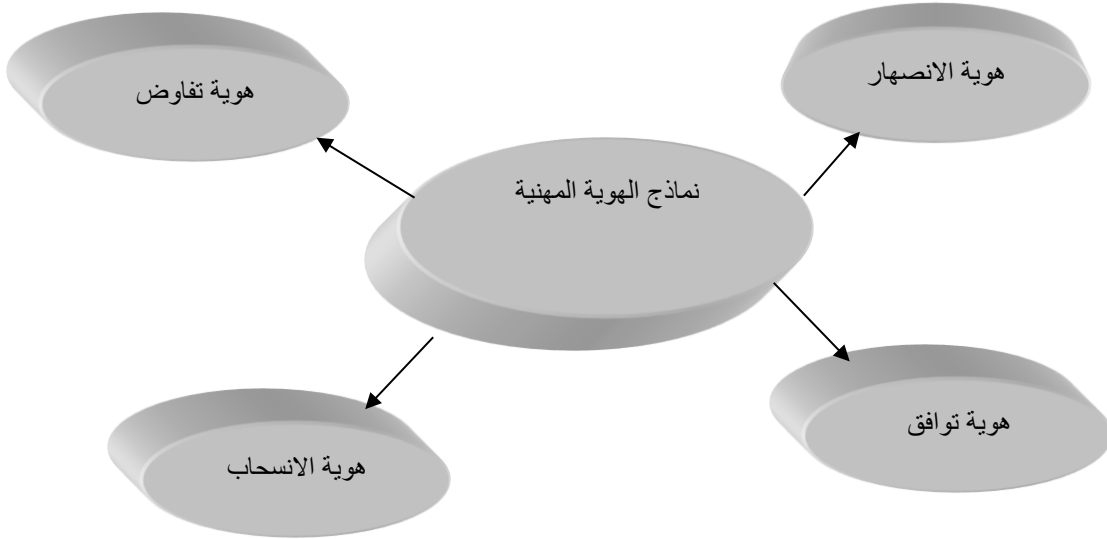 هوية الانصهار
هوية تفاوض
نماذج الهوية المهنية
هوية توافق
هوية الانسحاب